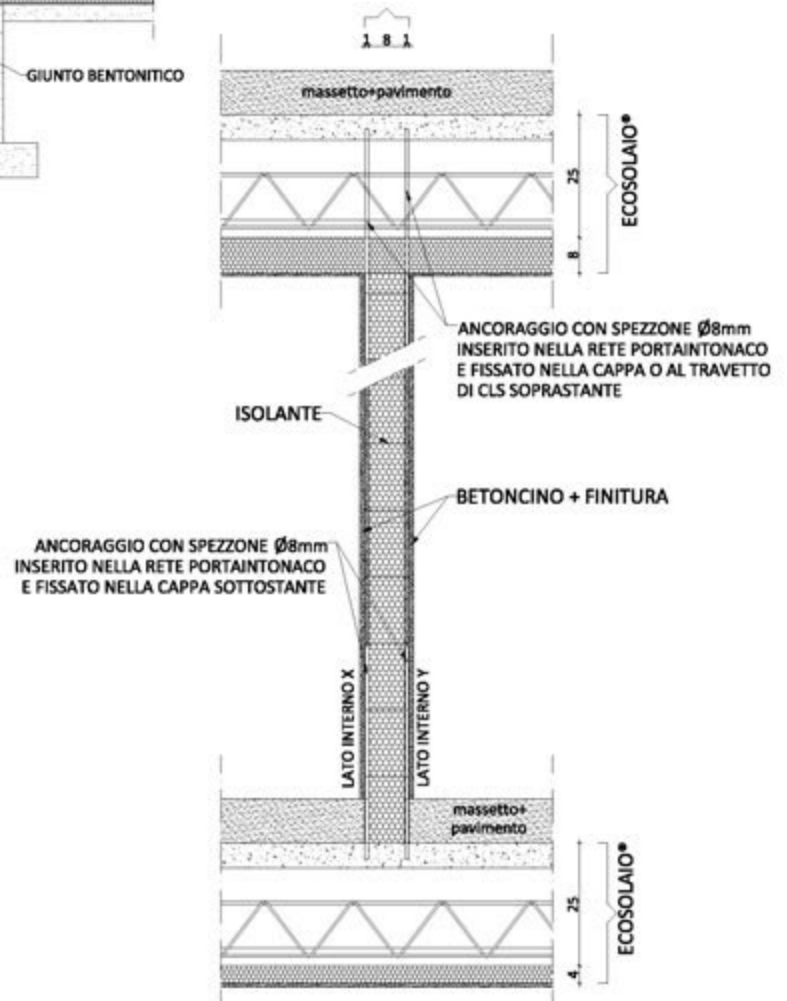 1 8 1
GIUNTO BENTONITICO
massetto+pavimento
25
8
ECOSOLAIO®
ANCORAGGIO CON SPEZZONE Ø8mm
INSERITO NELLA RETE PORTAINTONACO
E FISSATO NELLA CAPPA O AL TRAVETTO
DI CLS SOPRASTANTE
ISOLANTE
BETONCINO + FINITURA
ANCORAGGIO CON SPEZZONE Ø8mm
INSERITO NELLA RETE PORTAINTONACO
E FISSATO NELLA CAPPA SOTTOSTANTE
LATO INTERNO X
LATO INTERNO Y
massetto+
pavimento
25
4
ECOSOLAIO®